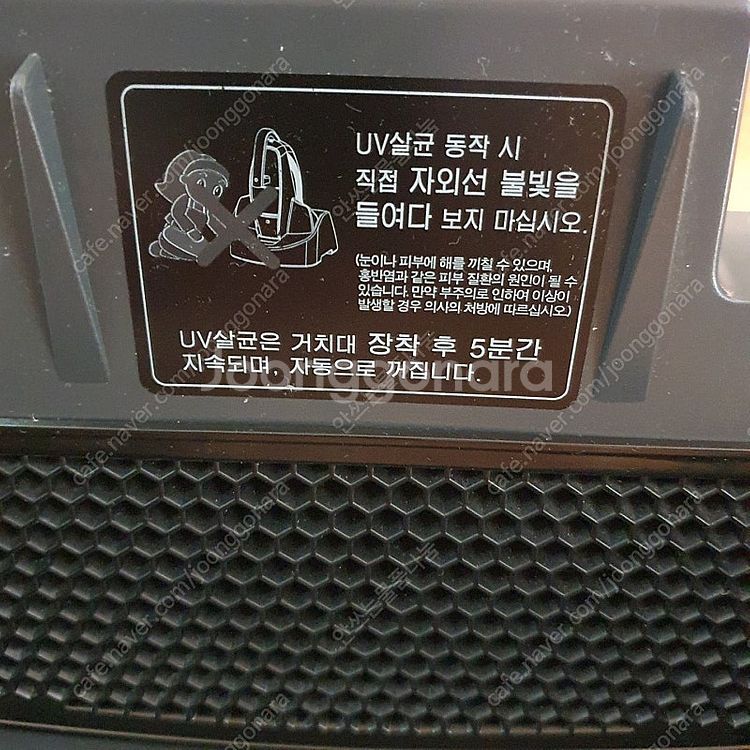 UV살균 동작 시
직접 자외선 불빛을
들여다 보지 마십시오.
(눈이나 피부에 해를 끼칠 수 있으며,
홍반염과 같은 피부 질환의 원인이 될 수
있습니다. 만약 부주의로 인하여 이상이
발생할 경우 의사의 처방에 따르십시오.)
UV살균은 거치대 장착 후 5분간
지속되며, 자동으로 꺼집니다.
Joonggonara
cafe.naver.com/joonggonara